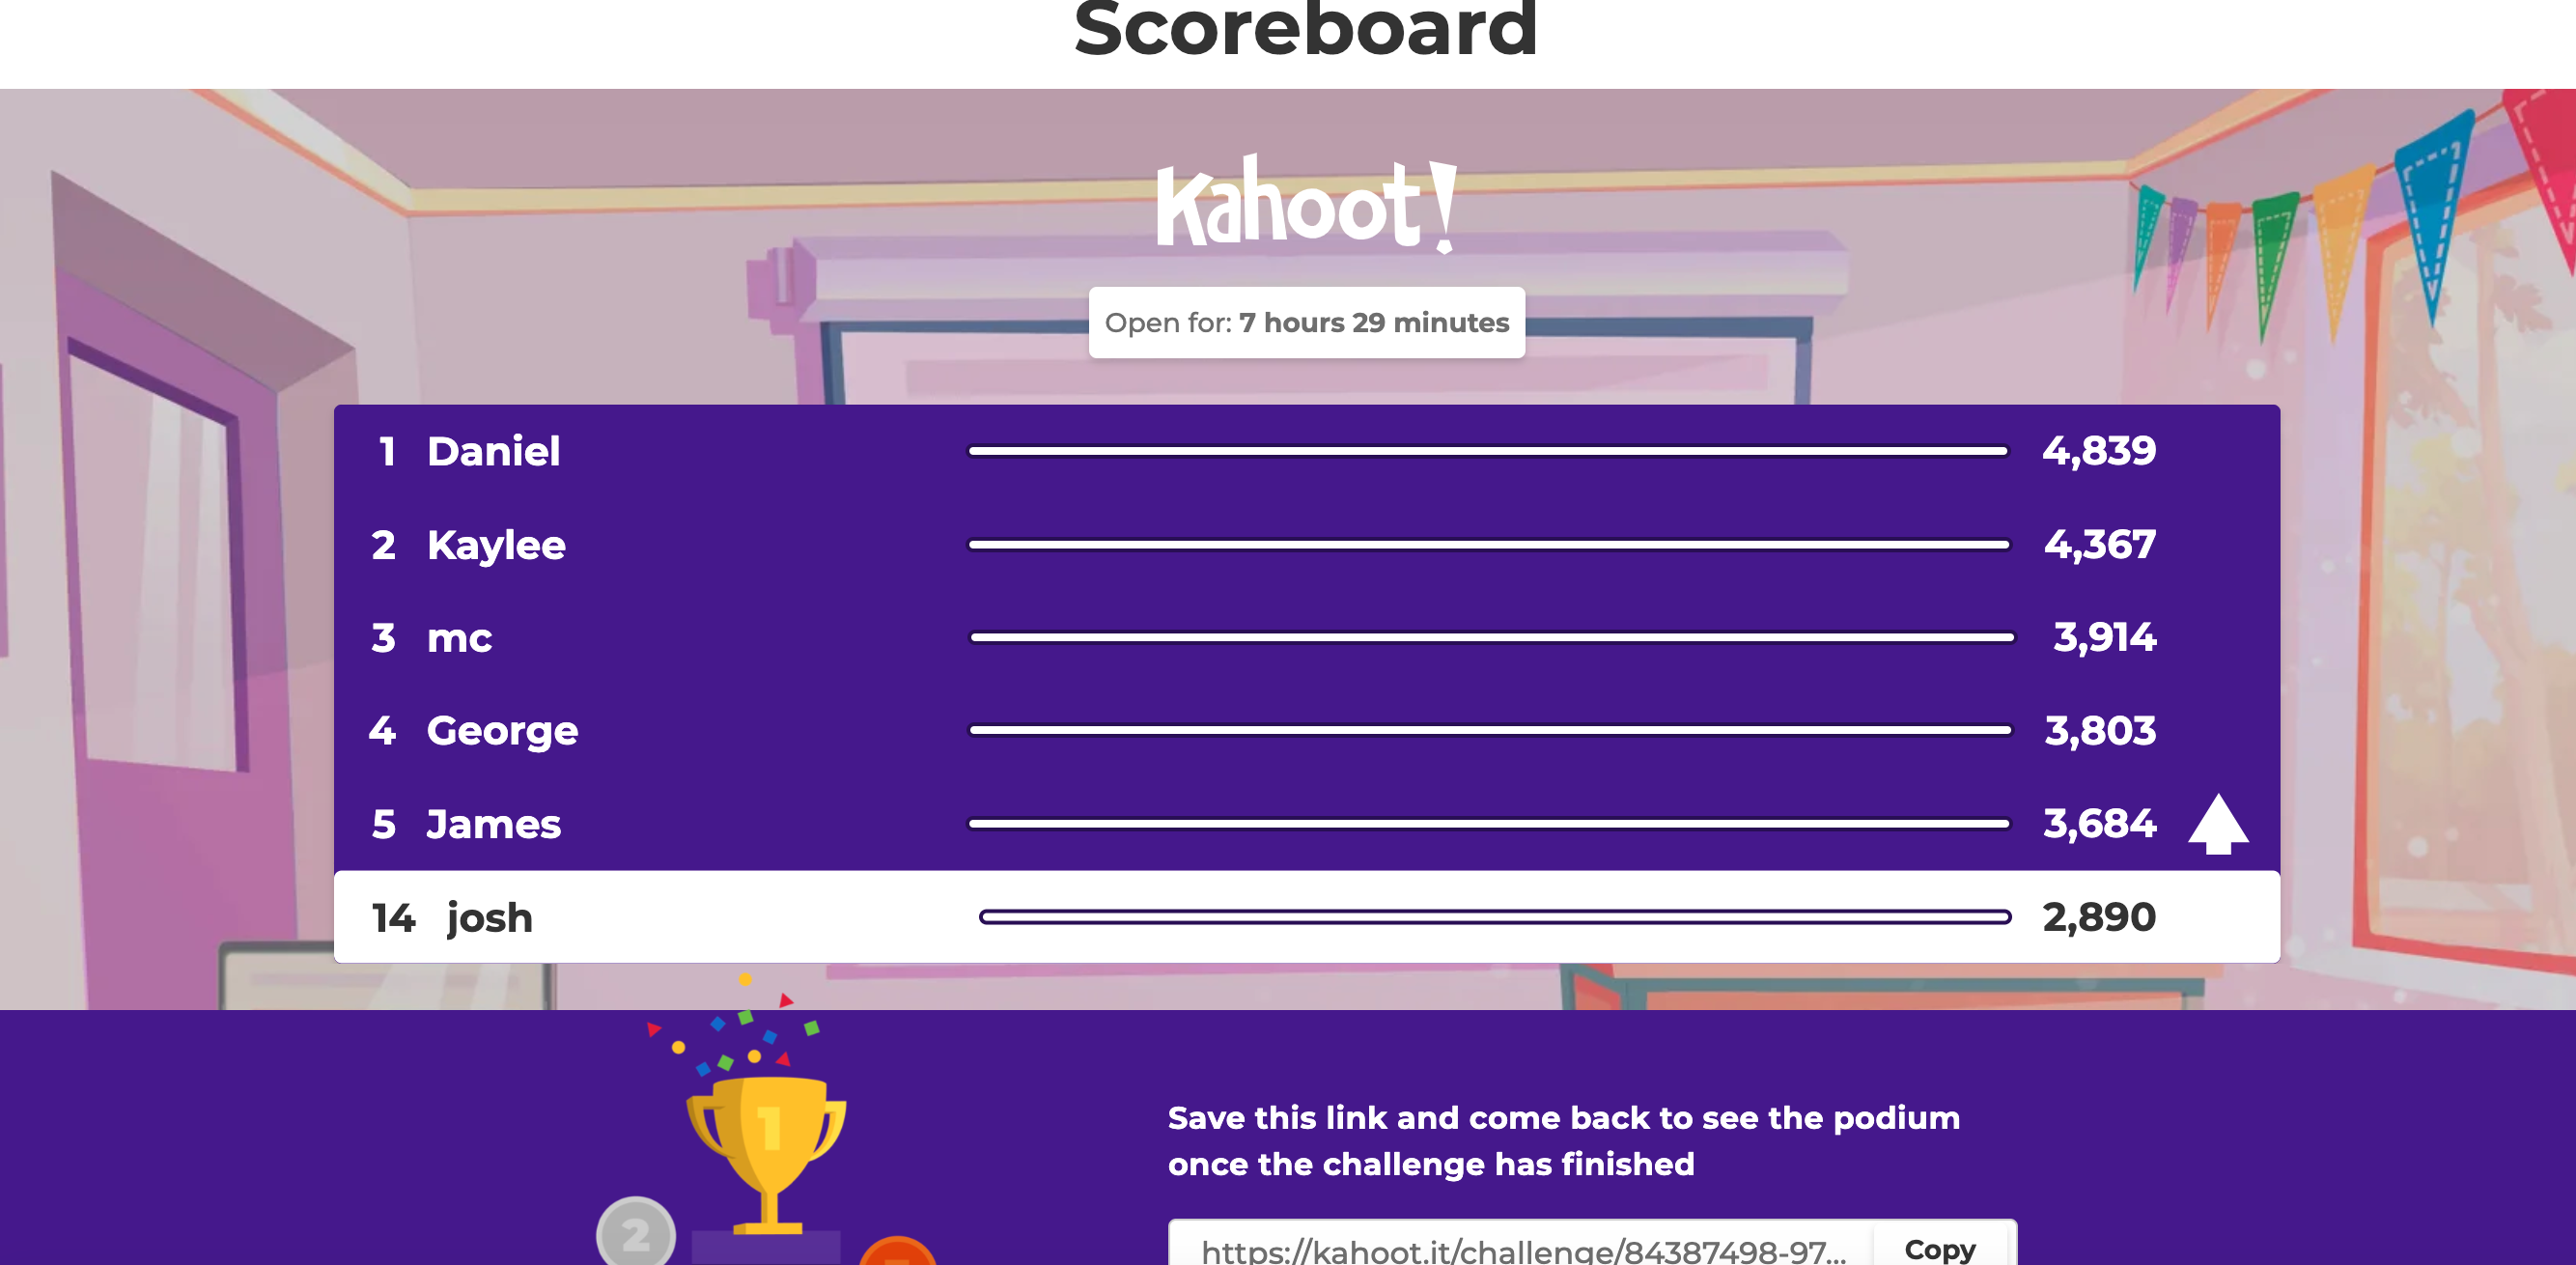 Scoreboard
Kahoot!
Open for: 7 hours 29 minutes
1 Daniel 4,839
2 Kaylee 4,367
3 mc 3,914
4 George 3,803
5 James 3,684
14 josh 2,890
1
2
Save this link and come back to see the podium
once the challenge has finished
https://kahoot.it/challenge/84387498-97... Copy